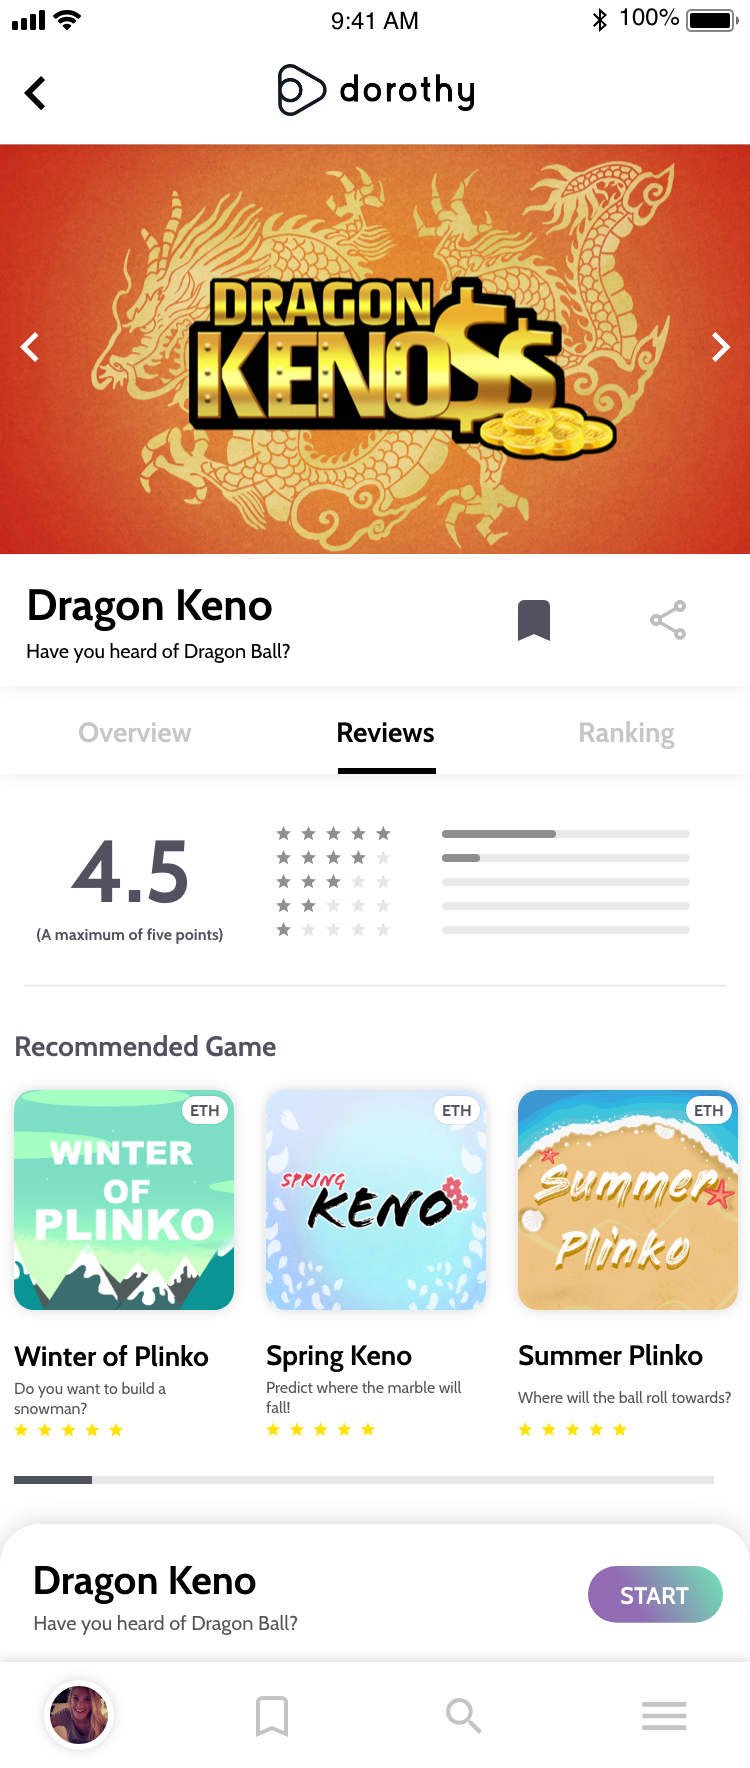 9:41 AM
100%
dorothy
DRAGON
KENO$$
Dragon Keno
Have you heard of Dragon Ball?
Overview
Reviews
Ranking
4.5
(A maximum of five points)
Recommended Game
ETH
WINTER
OF
PLINKO
ETH
SPRING
KENO
ETH
Summer
Plinko
Winter of Plinko
Do you want to build a
snowman?
Spring Keno
Predict where the marble will
fall!
Summer Plinko
Where will the ball roll towards?
Dragon Keno
Have you heard of Dragon Ball?
START